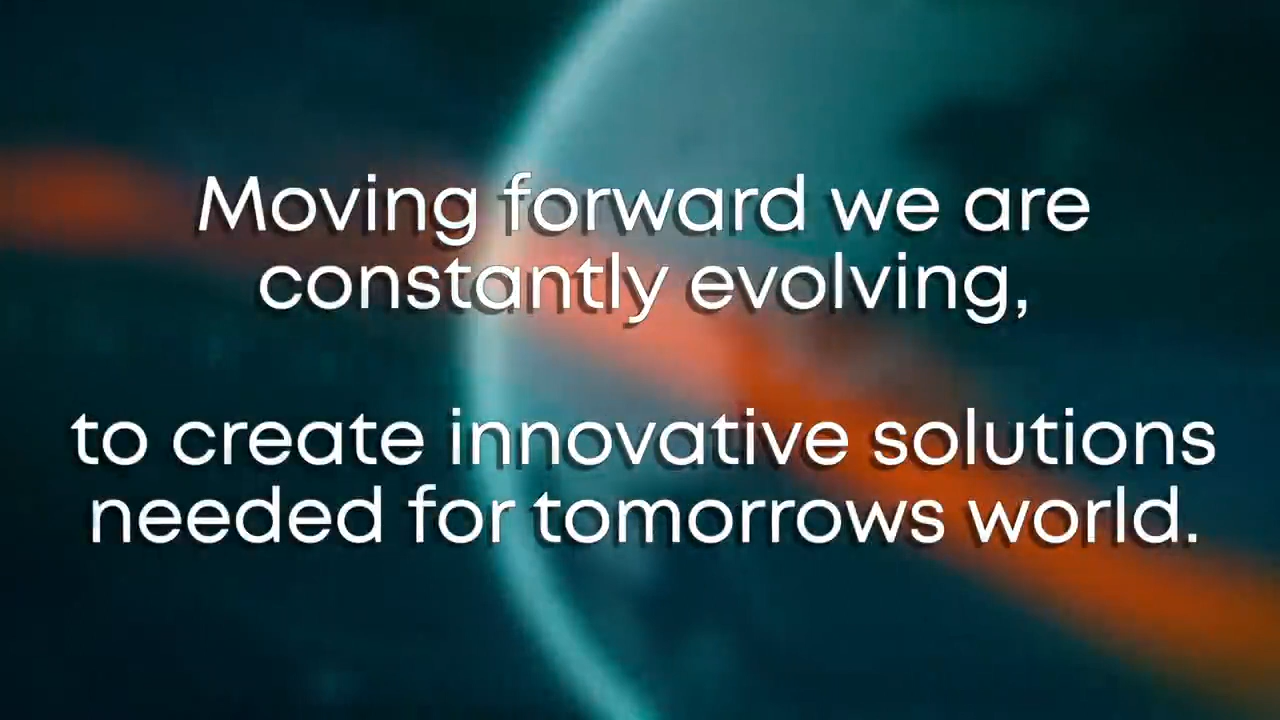 Moving forward we are
constantly evolving,
to create innovative solutions
needed for tomorrows world.